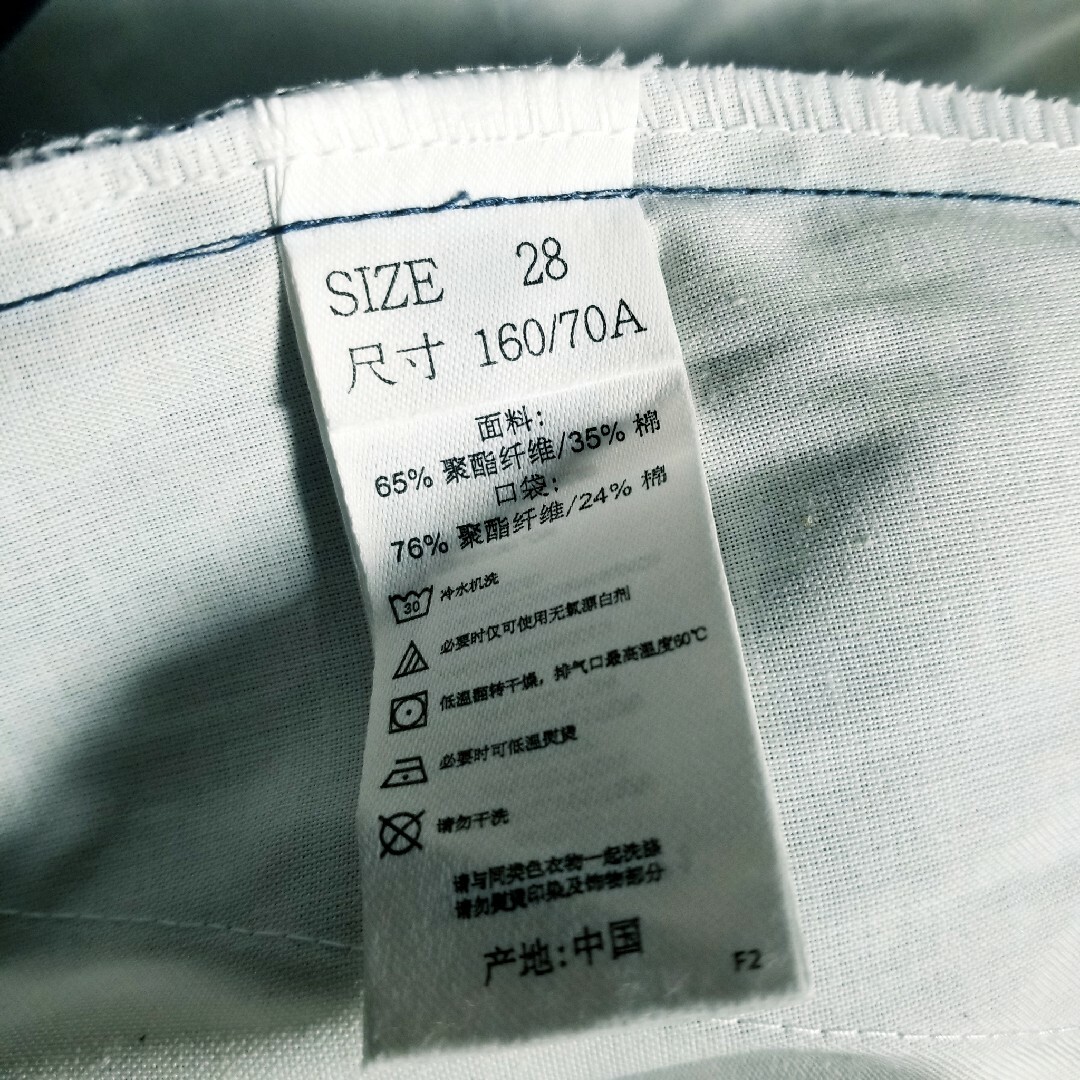 SIZE 28
尺寸 160/70A
面料:
65% 聚酯纤维/35% 棉
口袋:
76% 聚酯纤维/24% 棉
30 冷水机洗
必要时仅可使用无氧漂白剂
低温翻转干燥，排气口最高温度60℃
必要时可低温熨烫
请勿干洗
请与同类色衣物一起洗涤
请勿熨烫印染及饰物部分
产地:中国
F2